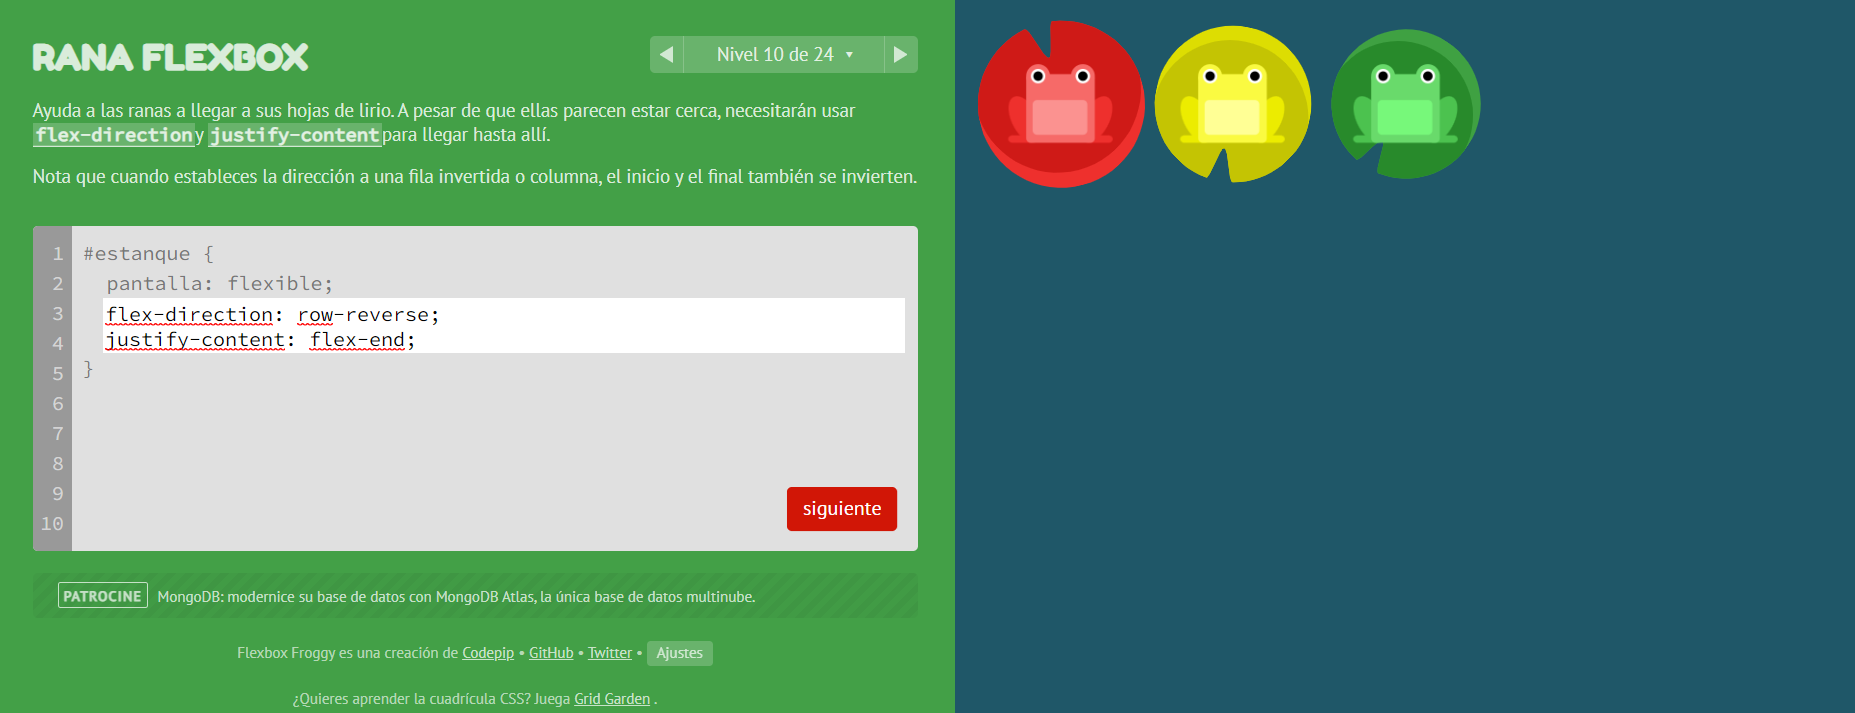 RANA FLEXBOX
◀ Nivel 10 de 24 ▼ ▶
Ayuda a las ranas a llegar a sus hojas de lirio. A pesar de que ellas parecen estar cerca, necesitarán usar
flex-direction y justify-content para llegar hasta allí.
Nota que cuando estableces la dirección a una fila invertida o columna, el inicio y el final también se invierten.
1 #estanque {
2 pantalla: flexible;
3 flex-direction: row-reverse;
4 justify-content: flex-end;
5 }
6
7
8
9
10
siguiente
PATROCINE MongoDB: modernice su base de datos con MongoDB Atlas, la única base de datos multinube.
Flexbox Froggy es una creación de Codepip • GitHub • Twitter • Ajustes
¿Quieres aprender la cuadrícula CSS? Juega Grid Garden .